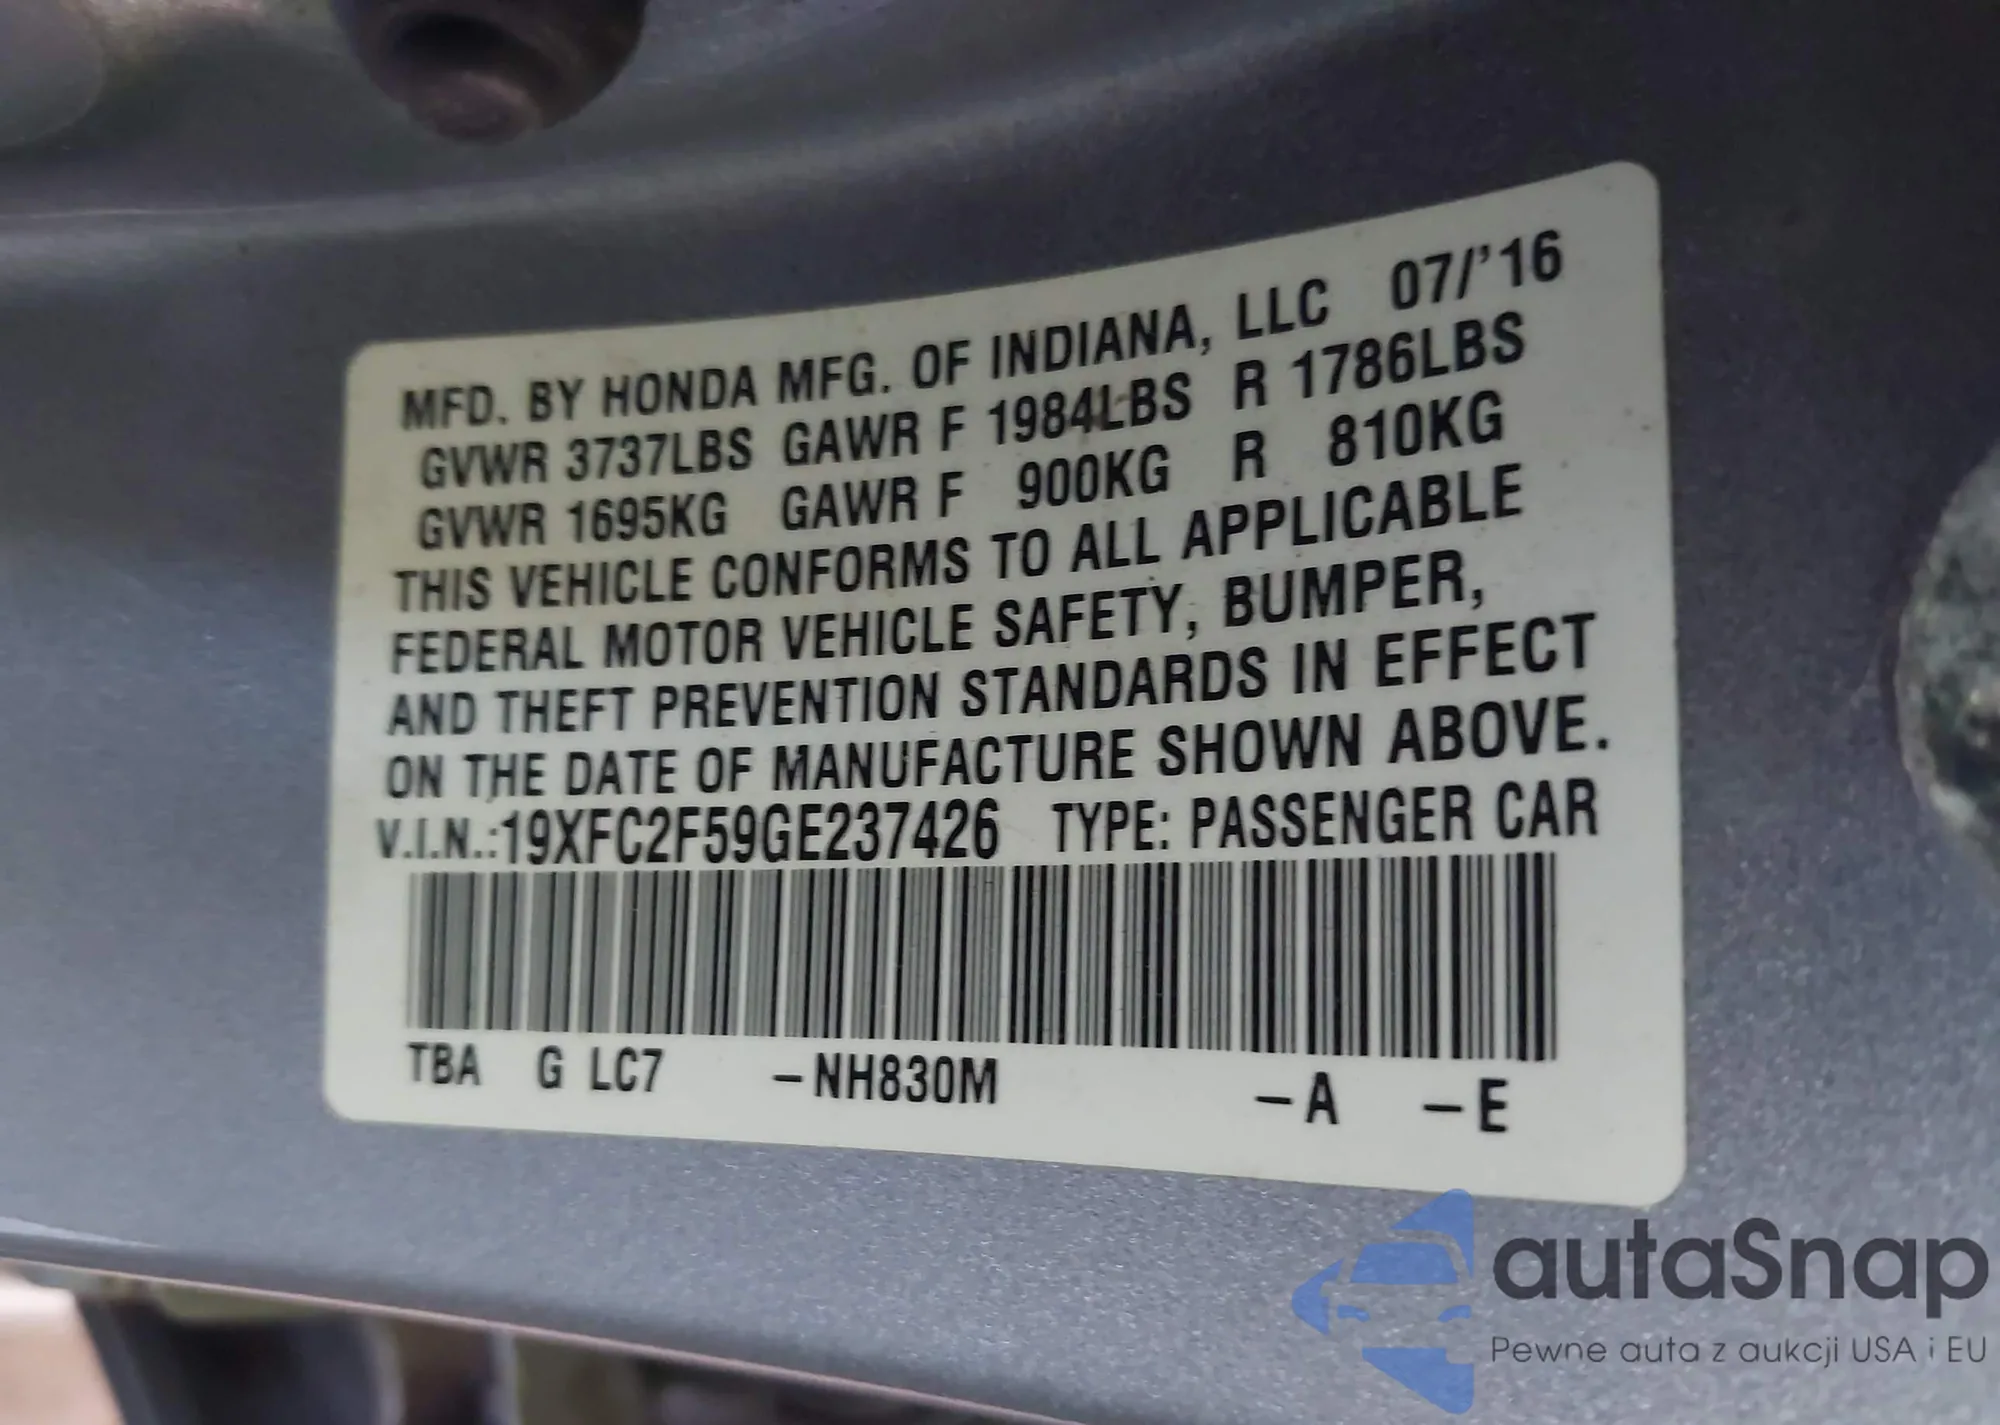 MFD. BY HONDA MFG. OF INDIANA, LLC 07/'16
GVWR 3737LBS GAWR F 1984LBS R 1786LBS
GVWR 1695KG GAWR F 900KG R 810KG
THIS VEHICLE CONFORMS TO ALL APPLICABLE
FEDERAL MOTOR VEHICLE SAFETY, BUMPER,
AND THEFT PREVENTION STANDARDS IN EFFECT
ON THE DATE OF MANUFACTURE SHOWN ABOVE.
V.I.N.:19XFC2F59GE237426 TYPE: PASSENGER CAR
TBA G LC7 –NH830M –A –E
autaSnap
Pewne auta z aukcji USA i EU